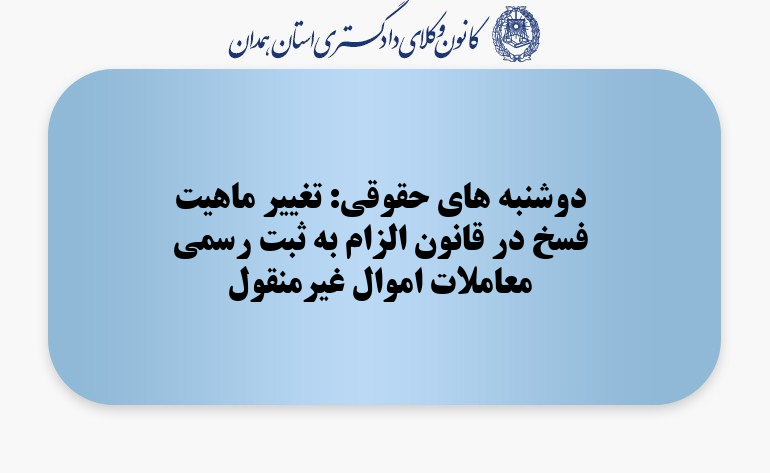 کانون وکلای دادگستری استان همدان
دوشنبه های حقوقی: تغییر ماهیت
فسخ در قانون الزام به ثبت رسمی
معاملات اموال غیرمنقول